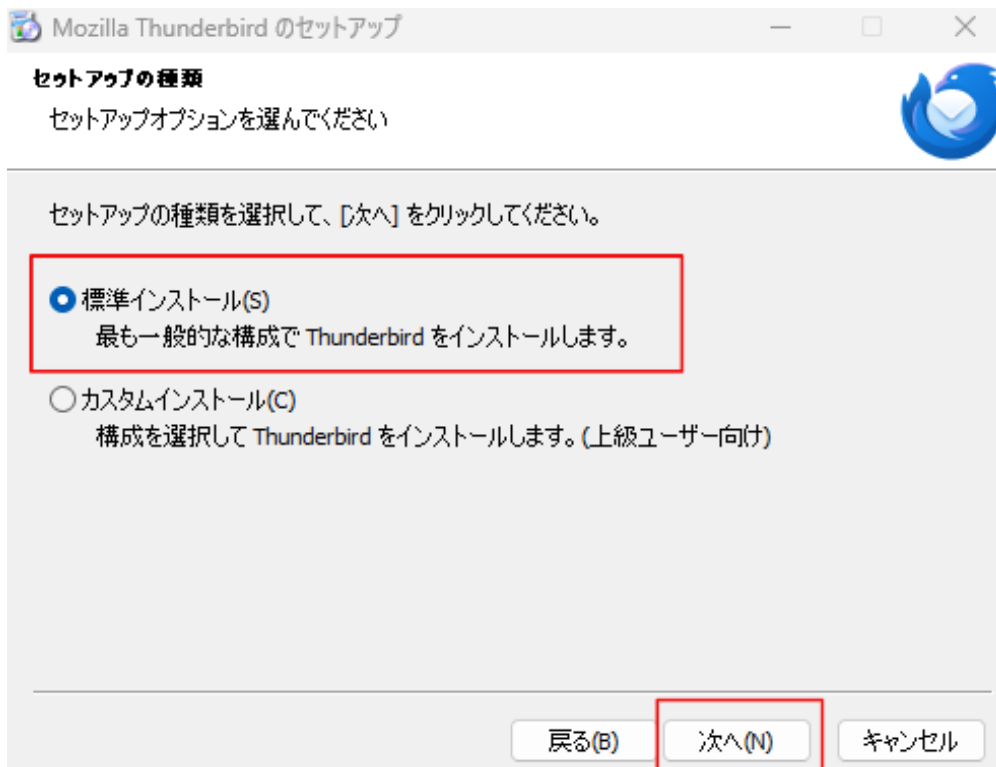 Mozilla Thunderbird のセットアップ
セットアップの種類
セットアップオプションを選んでください
セットアップの種類を選択して、[次へ] をクリックしてください。
標準インストール(S)
最も一般的な構成で Thunderbird をインストールします。
カスタムインストール(C)
構成を選択して Thunderbird をインストールします。(上級ユーザー向け)
戻る(B) 次へ(N) キャンセル